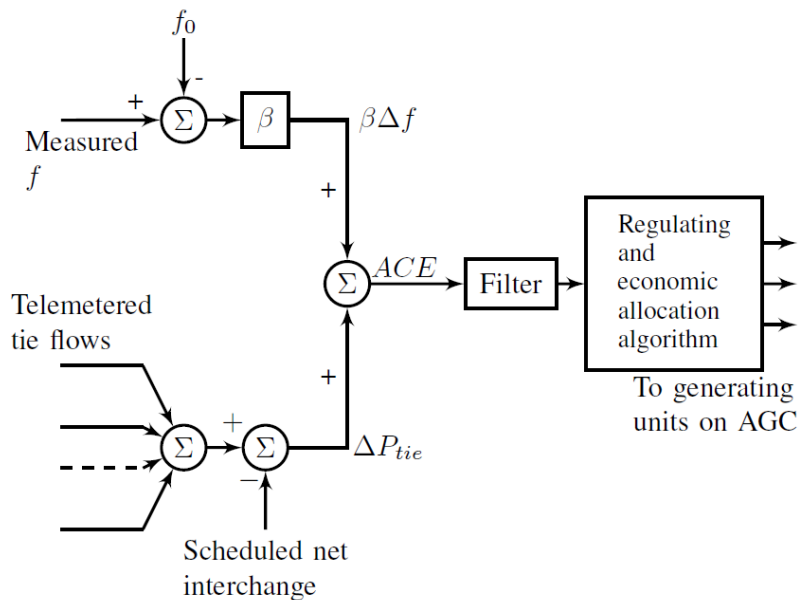 f₀
-
+
Σ
β
βΔf
Measured
f
+
Regulating
and
economic
allocation
algorithm
Σ
ACE
Filter
Telemetered
tie flows
+
To generating
units on AGC
Σ
+
Σ
ΔPₜᵢₑ
−
Scheduled net
interchange